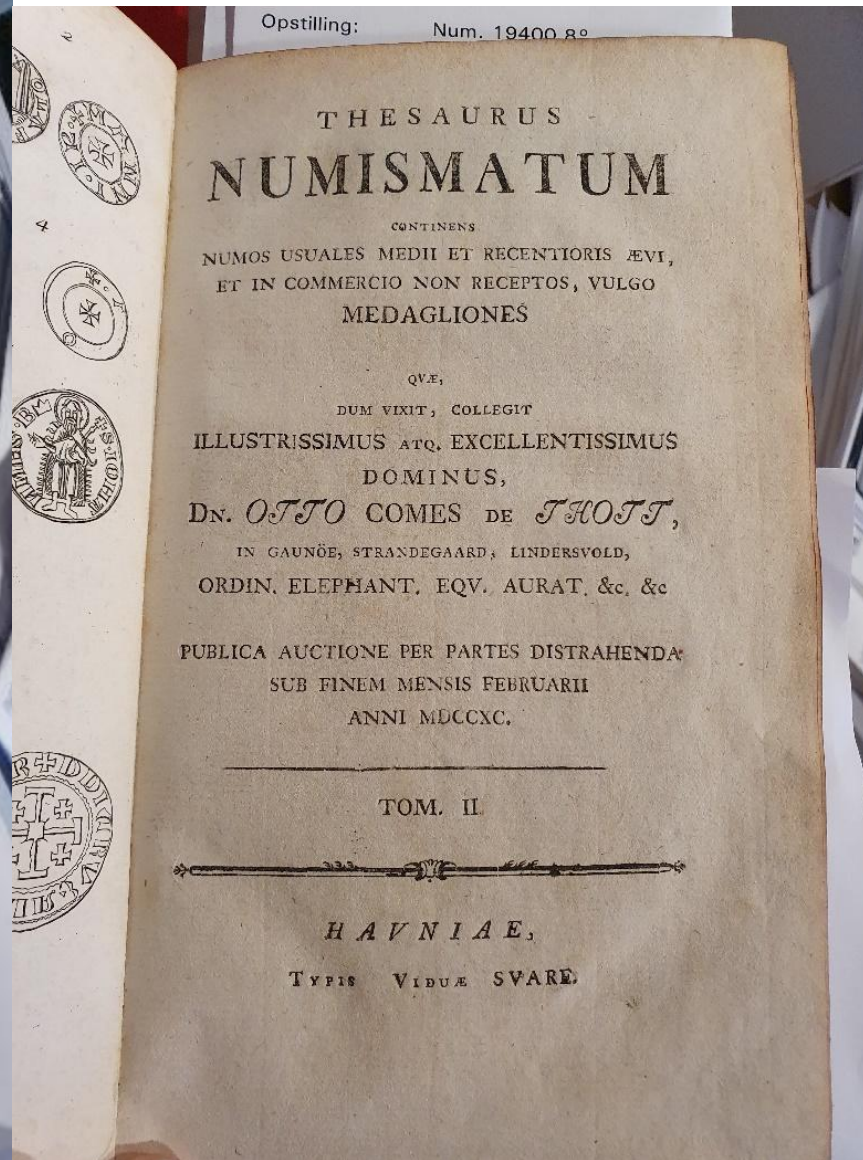 Opstilling: Num. 19400 8°
2
4
THESAURUS
NUMISMATUM
CONTINENS
NUMOS USUALES MEDII ET RECENTIORIS ÆVI,
ET IN COMMERCIO NON RECEPTOS, VULGO
MEDAGLIONES
QVÆ,
DUM VIXIT, COLLEGIT
ILLUSTRISSIMUS ATQ. EXCELLENTISSIMUS
DOMINUS,
DN. OTTO COMES DE THOTT,
IN GAUNÖE, STRANDEGAARD, LINDERSVOLD,
ORDIN. ELEPHANT. EQV. AURAT. &c. &c
PUBLICA AUCTIONE PER PARTES DISTRAHENDA
SUB FINEM MENSIS FEBRUARII
ANNI MDCCXC.
TOM. II
HAVNIAE,
TYPIS VIDUÆ SVARE.